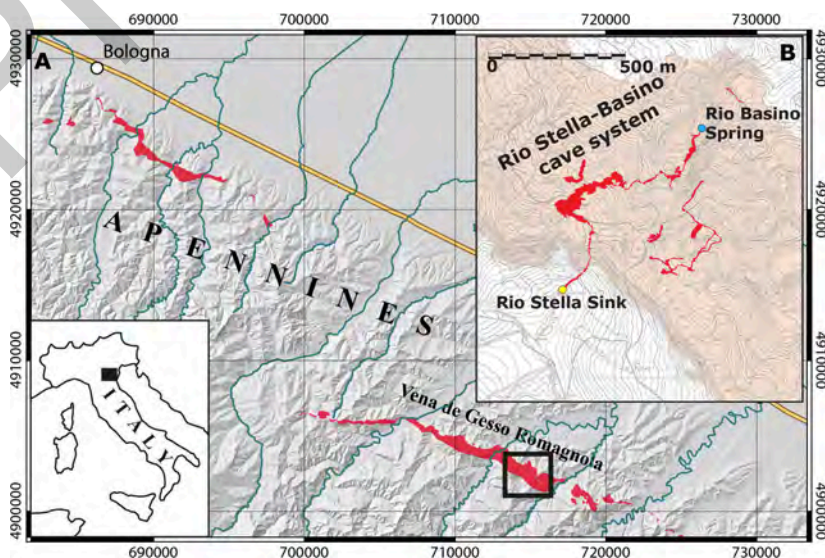 690000
700000
710000
720000
730000
4930000
4920000
4910000
4900000
A
Bologna
APENNINES
Vena de Gesso Romagnola
ITALY
B
0
500 m
Rio Stella-Basino
cave system
Rio Basino
Spring
Rio Stella Sink
4930000
4920000
4910000
4900000
690000
700000
710000
720000
730000